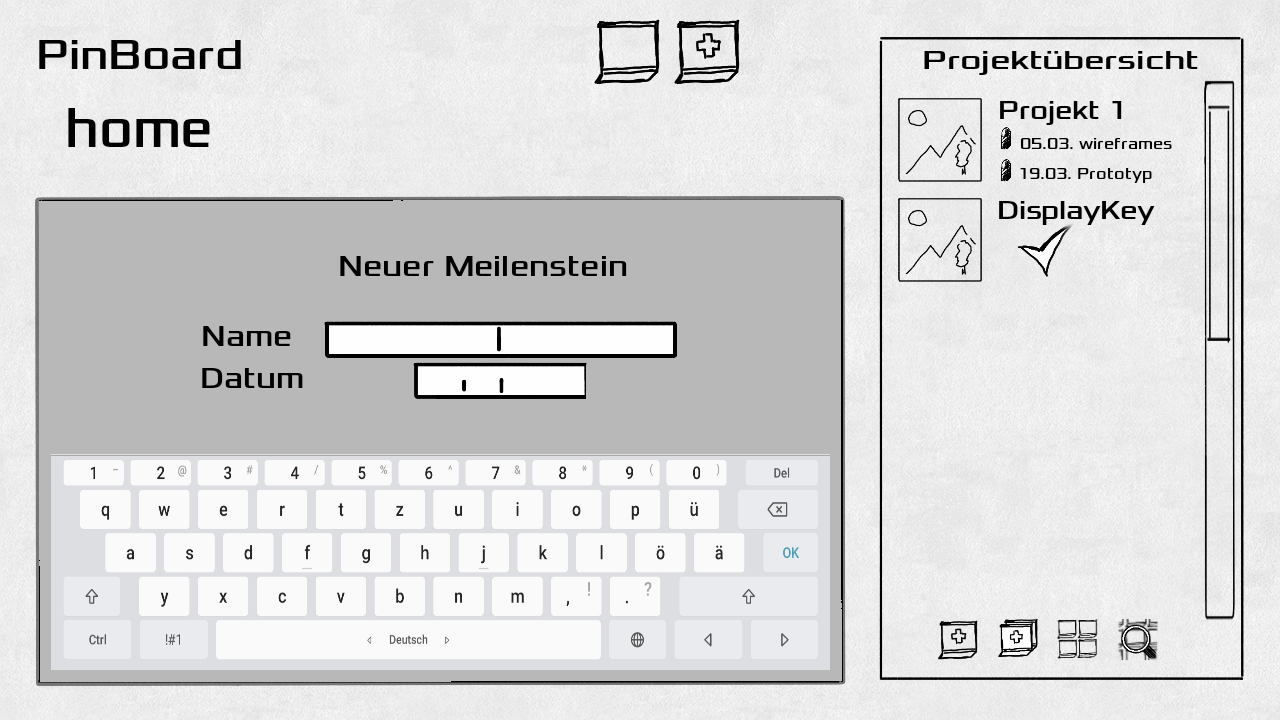 PinBoard
home
Neuer Meilenstein
Name
Datum
1 - 2 @ 3 # 4 / 5 % 6 ^ 7 & 8 * 9 ( 0 ) Del
q w e r t z u i o p ü
a s d f g h j k l ö ä OK
y x c v b n m , ! . ?
Ctrl !#1 Deutsch
Projektübersicht
Projekt 1
05.03. wireframes
19.03. Prototyp
DisplayKey